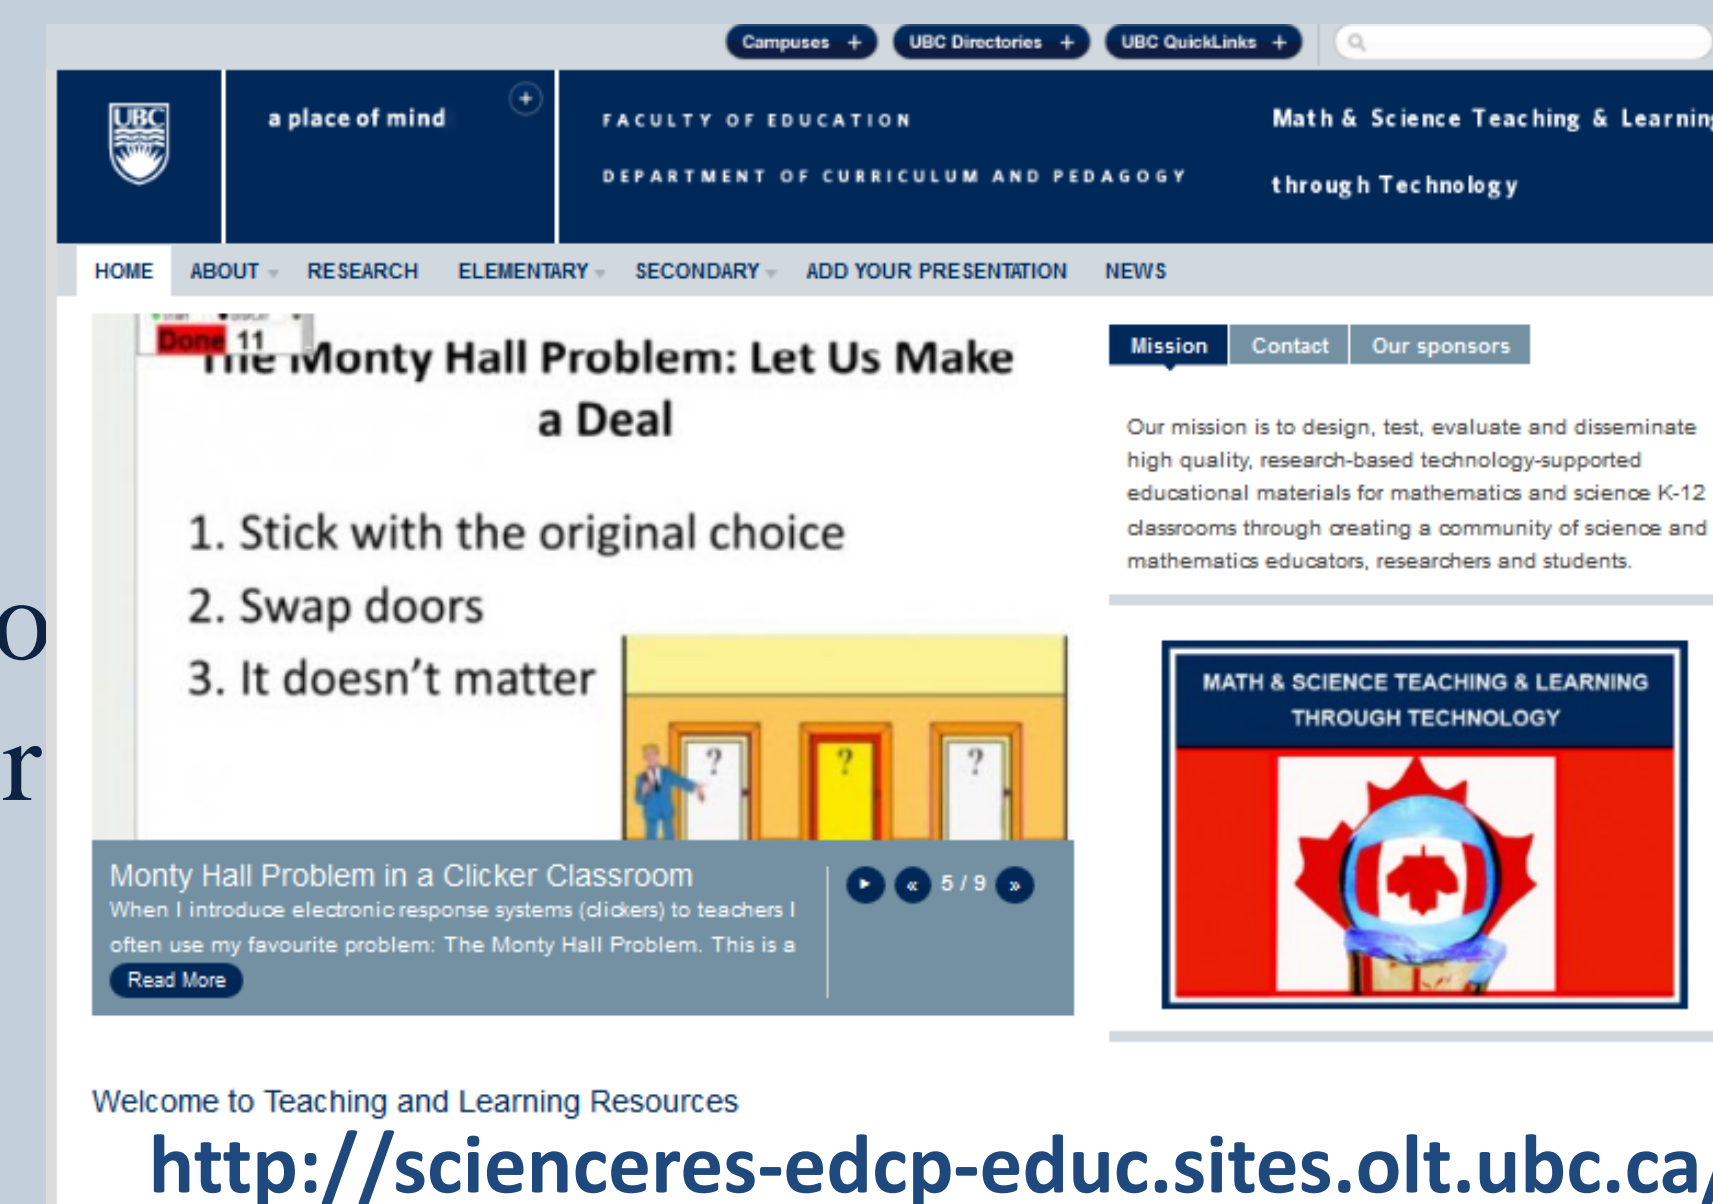 Campuses +
UBC Directories +
UBC QuickLinks +
UBC
a place of mind
FACULTY OF EDUCATION
DEPARTMENT OF CURRICULUM AND PEDAGOGY
Math & Science Teaching & Learning
through Technology
HOME
ABOUT
RESEARCH
ELEMENTARY
SECONDARY
ADD YOUR PRESENTATION
NEWS
Done 11
The Monty Hall Problem: Let Us Make
a Deal
1. Stick with the original choice
2. Swap doors
3. It doesn't matter
?
?
?
Monty Hall Problem in a Clicker Classroom
When I introduce electronic response systems (clickers) to teachers I
often use my favourite problem: The Monty Hall Problem. This is a
Read More
« 5 / 9 »
Mission
Contact
Our sponsors
Our mission is to design, test, evaluate and disseminate
high quality, research-based technology-supported
educational materials for mathematics and science K-12
classrooms through creating a community of science and
mathematics educators, researchers and students.
MATH & SCIENCE TEACHING & LEARNING
THROUGH TECHNOLOGY
o
r
Welcome to Teaching and Learning Resources
http://scienceres-edcp-educ.sites.olt.ubc.ca/